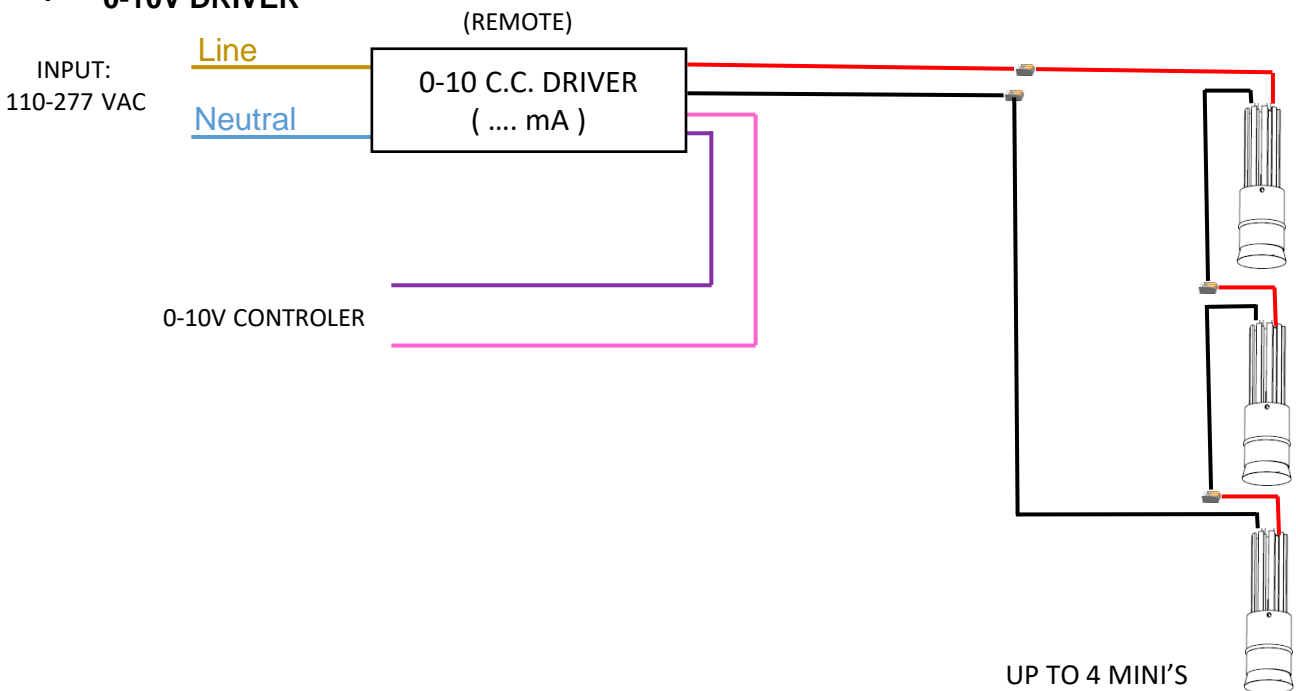 • 0-10V DRIVER
(REMOTE)
INPUT:
110-277 VAC
Line
Neutral
0-10 C.C. DRIVER
( .... mA )
0-10V CONTROLER
UP TO 4 MINI’S